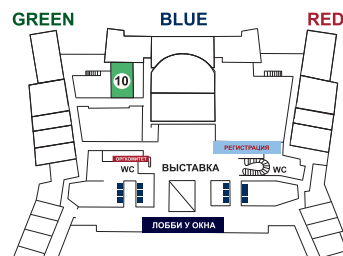 GREEN BLUE RED
10
РЕГИСТРАЦИЯ
ОРГКОМИТЕТ
WC ВЫСТАВКА WC
ЛОББИ У ОКНА